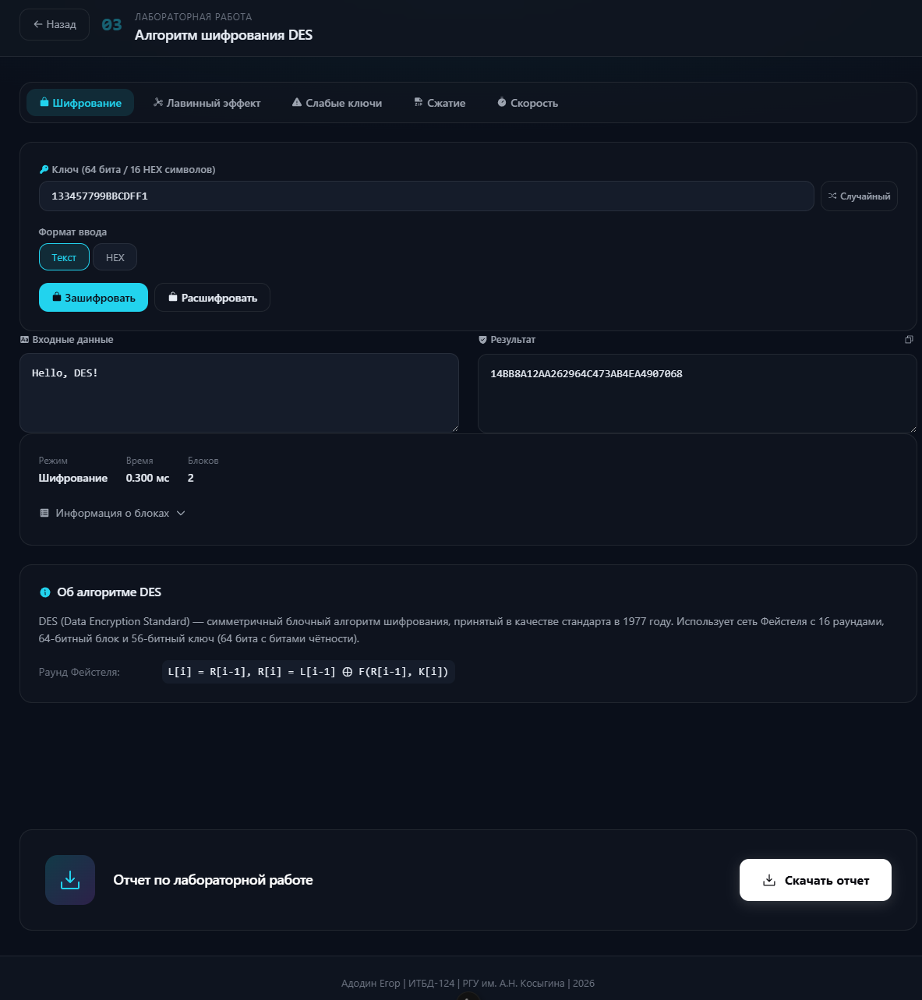 ← Назад
03
ЛАБОРАТОРНАЯ РАБОТА
Алгоритм шифрования DES
Шифрование
Лавинный эффект
Слабые ключи
Сжатие
Скорость
Ключ (64 бита / 16 HEX символов)
133457799BBCDFF1
Случайный
Формат ввода
Текст
HEX
Зашифровать
Расшифровать
Входные данные
Результат
Hello, DES!
14BB8A12AA262964C473AB4EA4907068
Режим
Время
Блоков
Шифрование
0.300 мс
2
Информация о блоках
Об алгоритме DES
DES (Data Encryption Standard) — симметричный блочный алгоритм шифрования, принятый в качестве стандарта в 1977 году. Использует сеть Фейстеля с 16 раундами,
64-битный блок и 56-битный ключ (64 бита с битами чётности).
Раунд Фейстеля:
L[i] = R[i-1], R[i] = L[i-1] ⊕ F(R[i-1], K[i])
Отчет по лабораторной работе
Скачать отчет
Адодин Егор | ИТБД-124 | РГУ им. А.Н. Косыгина | 2026